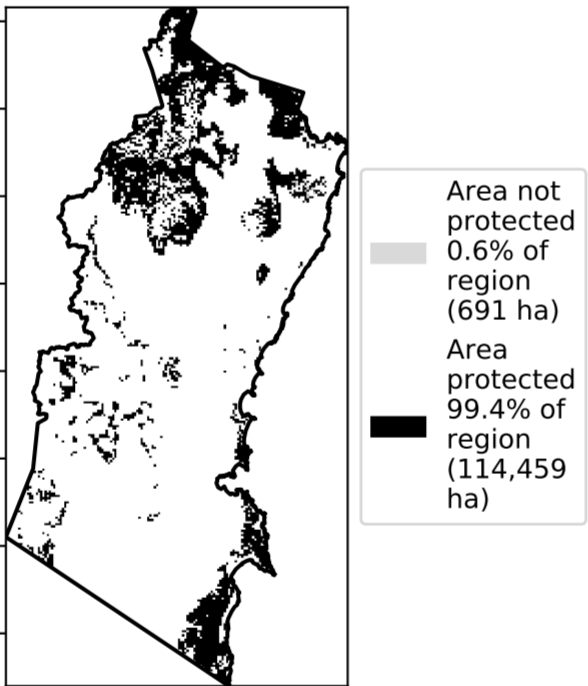 Area not
protected
0.6% of
region
(691 ha)
Area
protected
99.4% of
region
(114,459
ha)